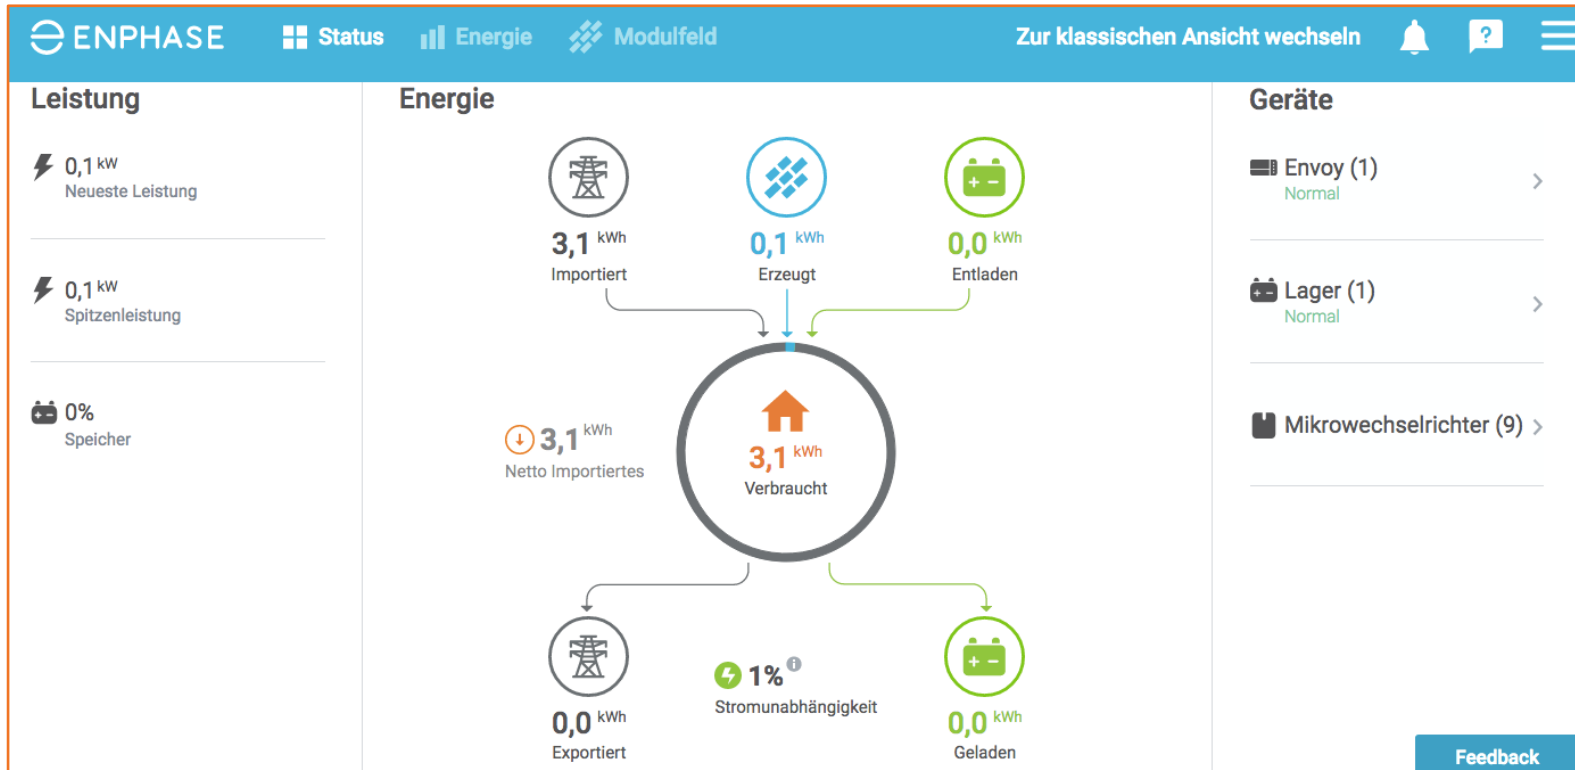 ENPHASE
Status
Energie
Modulfeld
Zur klassischen Ansicht wechseln
?
Leistung
0,1 kW
Neueste Leistung
0,1 kW
Spitzenleistung
0%
Speicher
Energie
3,1 kWh
Importiert
0,1 kWh
Erzeugt
0,0 kWh
Entladen
3,1 kWh
Netto Importiertes
3,1 kWh
Verbraucht
0,0 kWh
Exportiert
1%
Stromunabhängigkeit
0,0 kWh
Geladen
Geräte
Envoy (1)
Normal
Lager (1)
Normal
Mikrowechselrichter (9)
Feedback